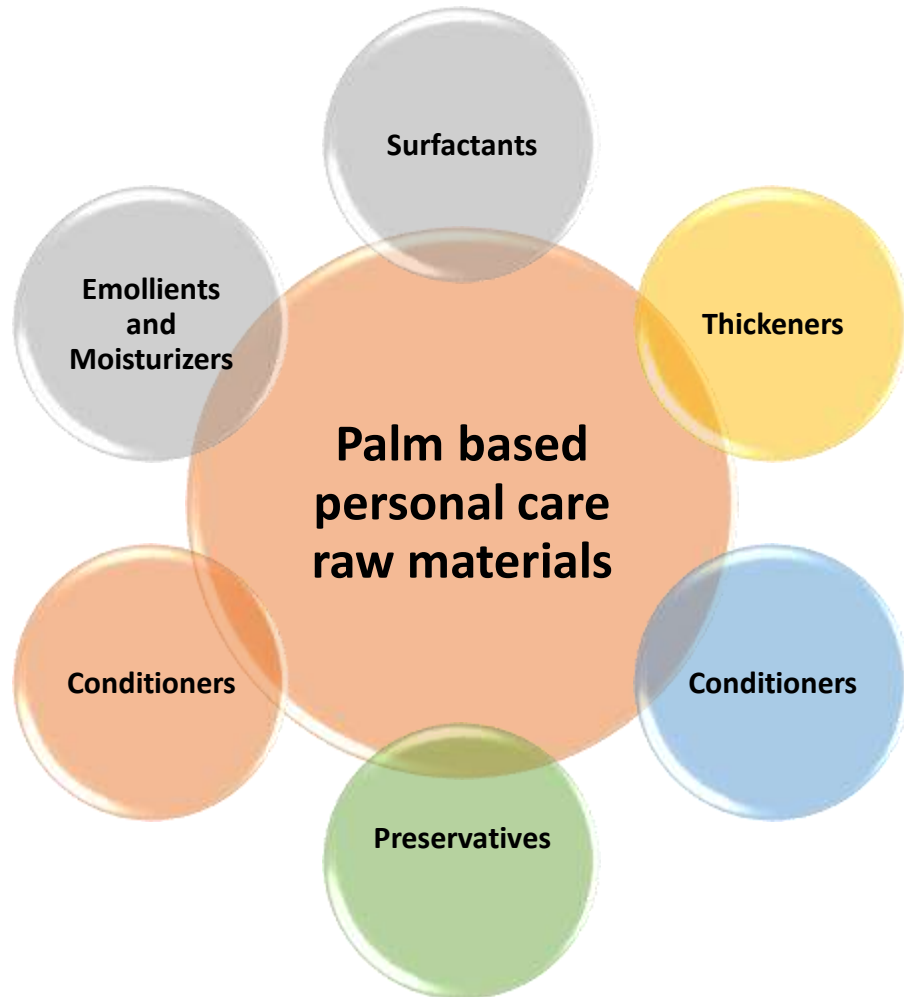 Surfactants
Emollients
and
Moisturizers
Thickeners
Palm based
personal care
raw materials
Conditioners
Conditioners
Preservatives